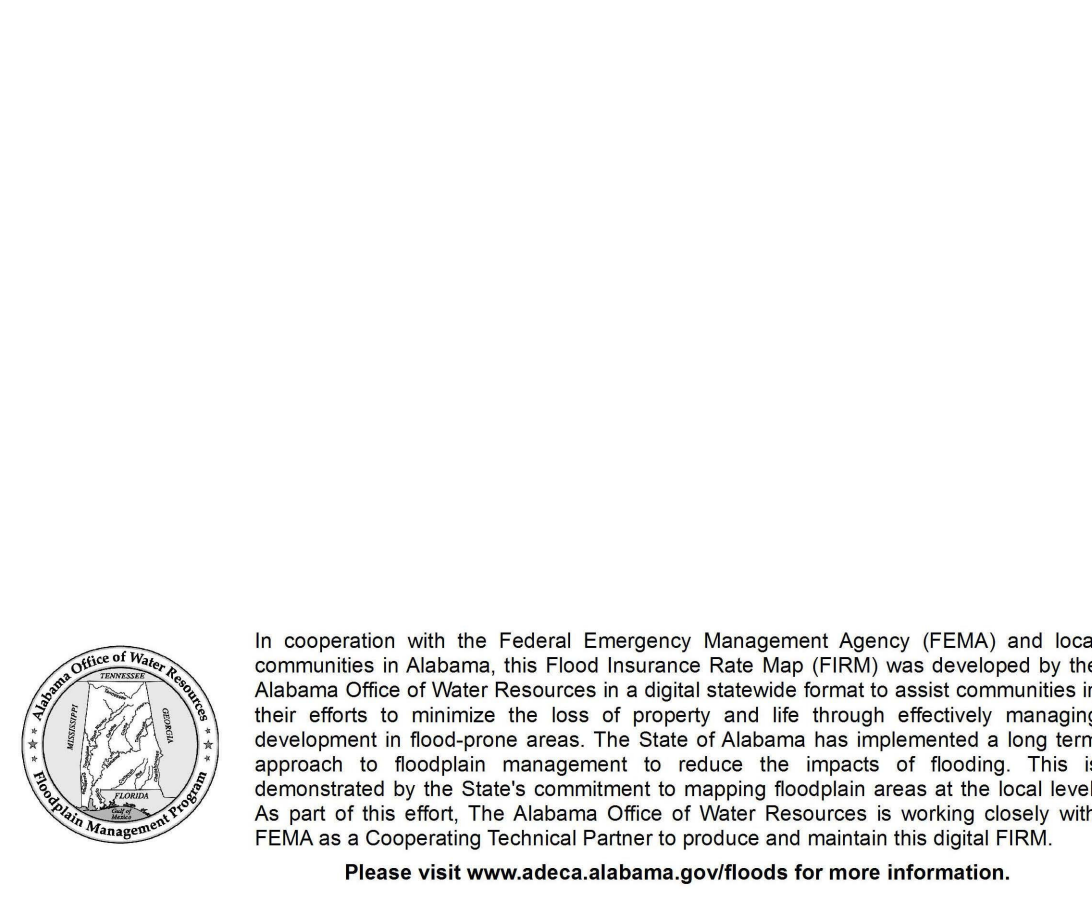 Alabama Office of Water Resources
TENNESSEE
MISSISSIPPI
GEORGIA
FLORIDA
Gulf of
Mexico
Floodplain Management Program
In cooperation with the Federal Emergency Management Agency (FEMA) and loca
communities in Alabama, this Flood Insurance Rate Map (FIRM) was developed by the
Alabama Office of Water Resources in a digital statewide format to assist communities in
their efforts to minimize the loss of property and life through effectively managing
development in flood-prone areas. The State of Alabama has implemented a long term
approach to floodplain management to reduce the impacts of flooding. This is
demonstrated by the State's commitment to mapping floodplain areas at the local level
As part of this effort, The Alabama Office of Water Resources is working closely with
FEMA as a Cooperating Technical Partner to produce and maintain this digital FIRM.
Please visit www.adeca.alabama.gov/floods for more information.